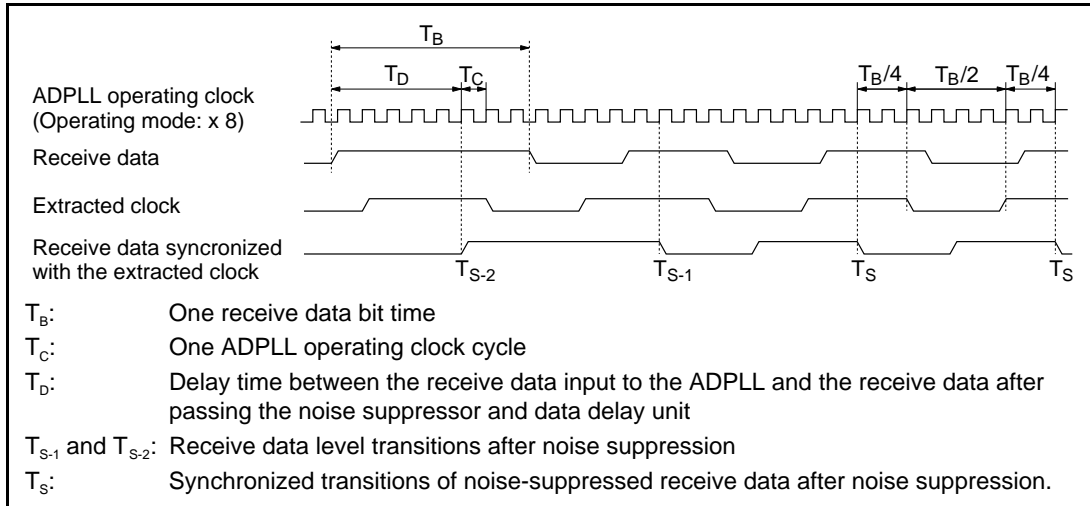 T_B
T_D T_C T_B/4 T_B/2 T_B/4
ADPLL operating clock
(Operating mode: x 8)
Receive data
Extracted clock
Receive data syncronized
with the extracted clock
T_S-2 T_S-1 T_S T_S
T_B: One receive data bit time
T_C: One ADPLL operating clock cycle
T_D: Delay time between the receive data input to the ADPLL and the receive data after
passing the noise suppressor and data delay unit
T_S-1 and T_S-2: Receive data level transitions after noise suppression
T_S: Synchronized transitions of noise-suppressed receive data after noise suppression.